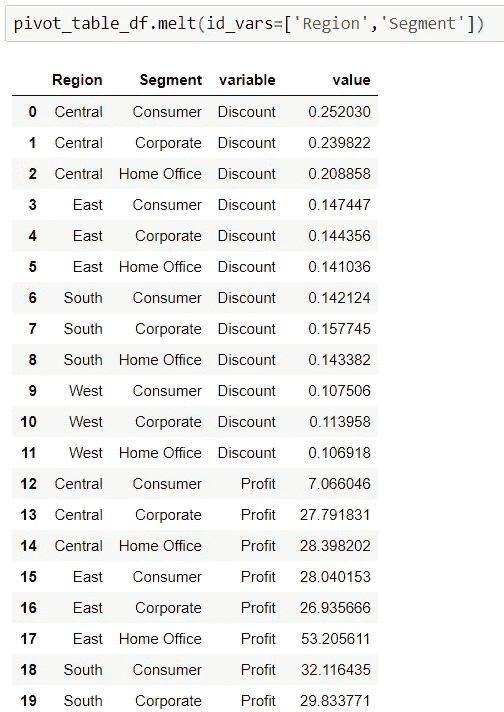 pivot_table_df.melt(id_vars=['Region','Segment'])
Region Segment variable value
0 Central Consumer Discount 0.252030
1 Central Corporate Discount 0.239822
2 Central Home Office Discount 0.208858
3 East Consumer Discount 0.147447
4 East Corporate Discount 0.144356
5 East Home Office Discount 0.141036
6 South Consumer Discount 0.142124
7 South Corporate Discount 0.157745
8 South Home Office Discount 0.143382
9 West Consumer Discount 0.107506
10 West Corporate Discount 0.113958
11 West Home Office Discount 0.106918
12 Central Consumer Profit 7.066046
13 Central Corporate Profit 27.791831
14 Central Home Office Profit 28.398202
15 East Consumer Profit 28.040153
16 East Corporate Profit 26.935666
17 East Home Office Profit 53.205611
18 South Consumer Profit 32.116435
19 South Corporate Profit 29.833771